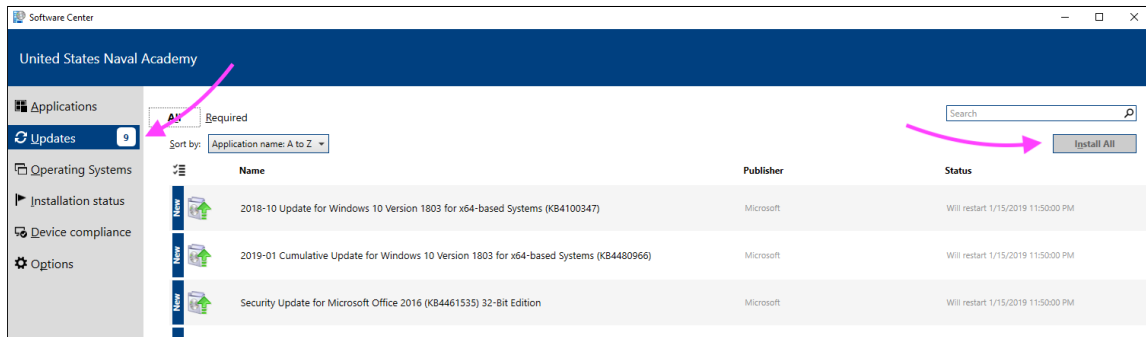 Software Center
United States Naval Academy
Applications
Updates 9
Operating Systems
Installation status
Device compliance
Options
All Required
Search
Sort by: Application name: A to Z
Install All
Name Publisher Status
New 2018-10 Update for Windows 10 Version 1803 for x64-based Systems (KB4100347) Microsoft Will restart 1/15/2019 11:50:00 PM
New 2019-01 Cumulative Update for Windows 10 Version 1803 for x64-based Systems (KB4480966) Microsoft Will restart 1/15/2019 11:50:00 PM
New Security Update for Microsoft Office 2016 (KB4461535) 32-Bit Edition Microsoft Will restart 1/15/2019 11:50:00 PM